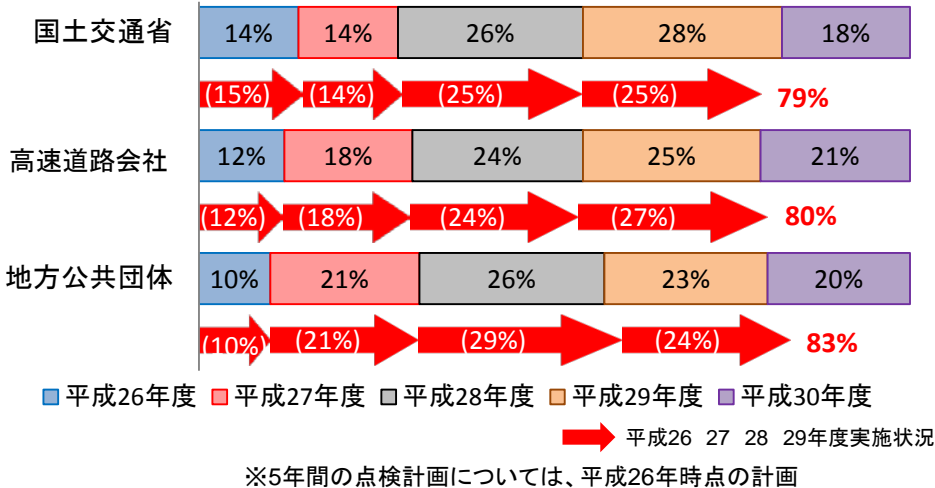 国土交通省 14% 14% 26% 28% 18%
(15%) (14%) (25%) (25%) 79%
高速道路会社 12% 18% 24% 25% 21%
(12%) (18%) (24%) (27%) 80%
地方公共団体 10% 21% 26% 23% 20%
(10%) (21%) (29%) (24%) 83%
平成26年度 平成27年度 平成28年度 平成29年度 平成30年度
平成26 27 28 29年度実施状況
※5年間の点検計画については、平成26年時点の計画